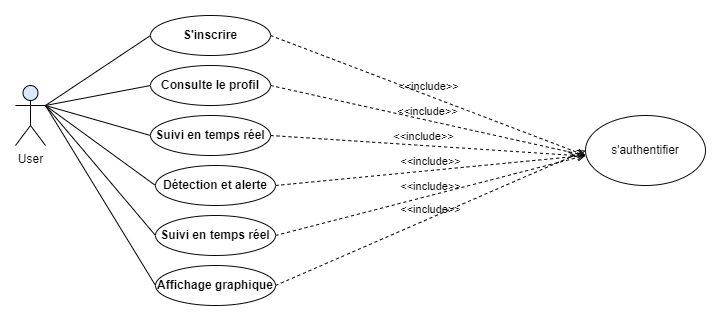 S'inscrire
<<include>>
Consulte le profil
<<include>>
Suivi en temps réel
<<include>>
s'authentifier
User
Détection et alerte
<<include>>
Suivi en temps réel
<<include>>
Affichage graphique
<<include>>